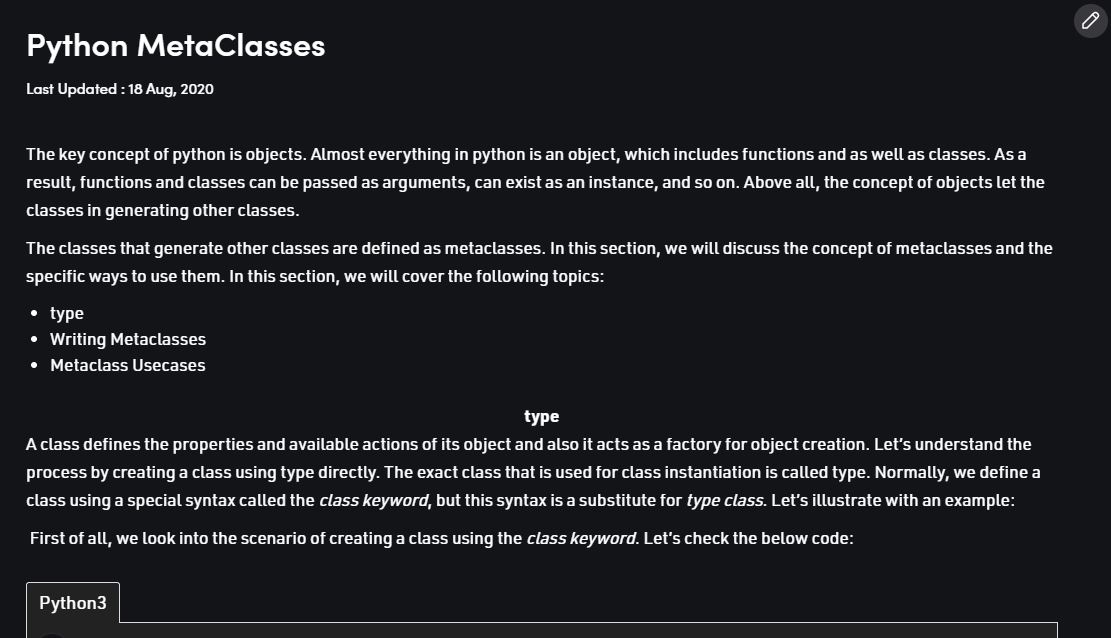 Python MetaClasses
Last Updated : 18 Aug, 2020
The key concept of python is objects. Almost everything in python is an object, which includes functions and as well as classes. As a
result, functions and classes can be passed as arguments, can exist as an instance, and so on. Above all, the concept of objects let the
classes in generating other classes.
The classes that generate other classes are defined as metaclasses. In this section, we will discuss the concept of metaclasses and the
specific ways to use them. In this section, we will cover the following topics:
• type
• Writing Metaclasses
• Metaclass Usecases
type
A class defines the properties and available actions of its object and also it acts as a factory for object creation. Let’s understand the
process by creating a class using type directly. The exact class that is used for class instantiation is called type. Normally, we define a
class using a special syntax called the class keyword, but this syntax is a substitute for type class. Let’s illustrate with an example:
First of all, we look into the scenario of creating a class using the class keyword. Let’s check the below code:
Python3